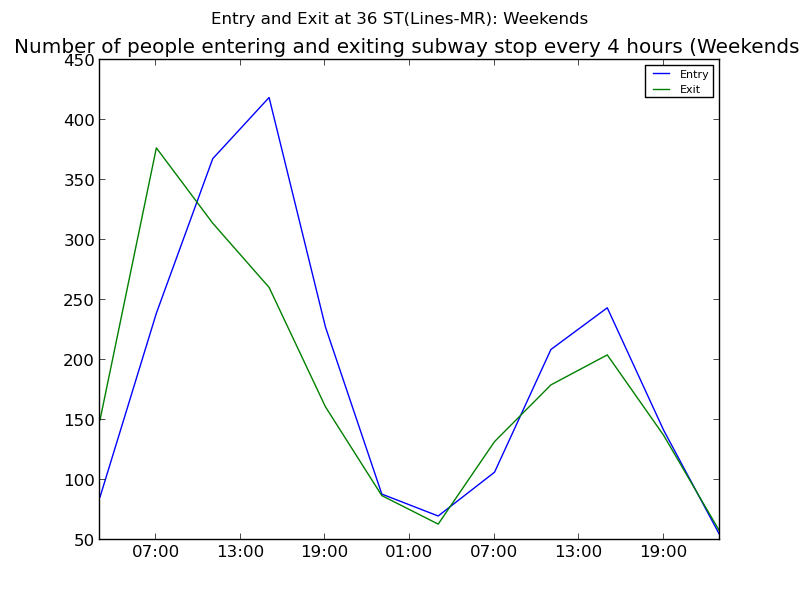 Entry and Exit at 36 ST(Lines-MR): Weekends
Number of people entering and exiting subway stop every 4 hours (Weekends
450
Entry
Exit
400
350
300
250
200
150
100
50
07:00 13:00 19:00 01:00 07:00 13:00 19:00